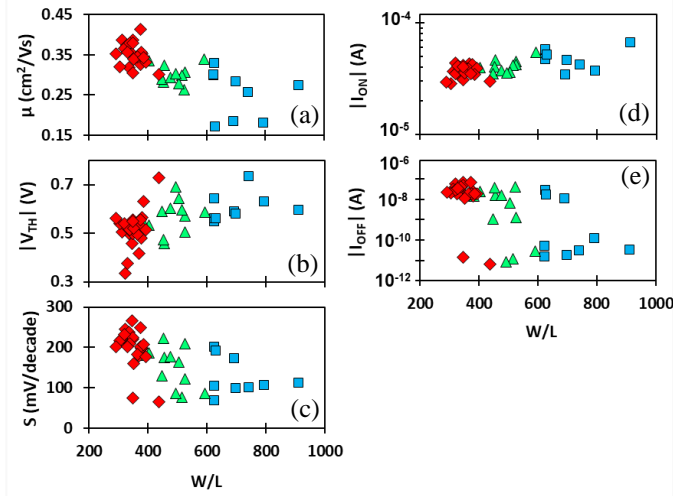 0.45
0.35
0.25
0.15
μ (cm²/Vs)
(a)
0.7
0.5
0.3
|V_TH| (V)
(b)
300
200
100
0
S (mV/decade)
(c)
200 400 600 800 1000
W/L
10⁻⁴
10⁻⁵
|I_ON| (A)
(d)
10⁻⁶
10⁻⁸
10⁻¹⁰
10⁻¹²
|I_OFF| (A)
(e)
200 400 600 800 1000
W/L